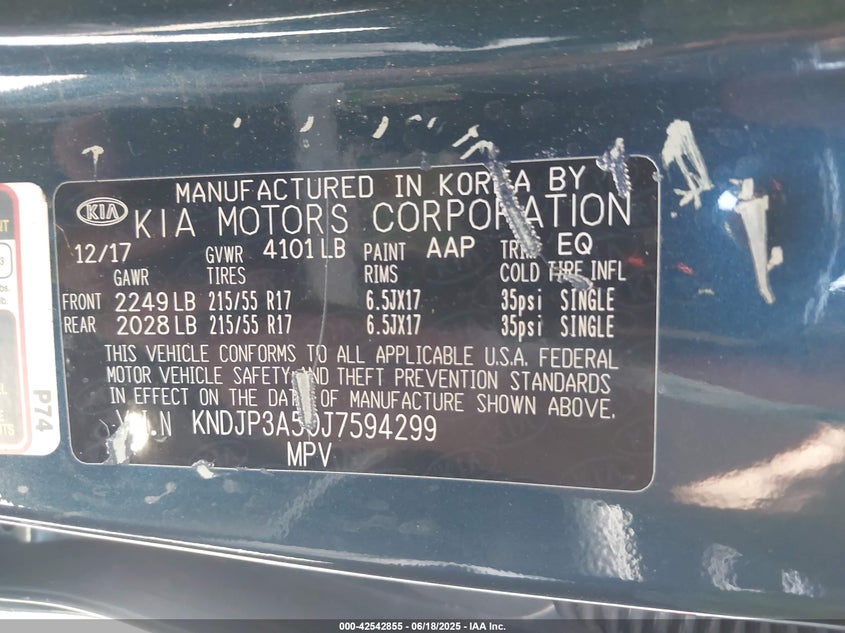 MANUFACTURED IN KOREA BY
KIA KIA MOTORS CORPORATION
12/17 GVWR 4101 LB PAINT AAP TRIM EQ
GAWR TIRES RIMS COLD TIRE INFL
FRONT 2249 LB 215/55 R17 6.5JX17 35psi SINGLE
REAR 2028 LB 215/55 R17 6.5JX17 35psi SINGLE
THIS VEHICLE CONFORMS TO ALL APPLICABLE U.S.A. FEDERAL
MOTOR VEHICLE SAFETY AND THEFT PREVENTION STANDARDS
IN EFFECT ON THE DATE OF MANUFACTURE SHOWN ABOVE.
V.I.N
MPV
P74
000-42542855 - 06/18/2025 - IAA Inc.